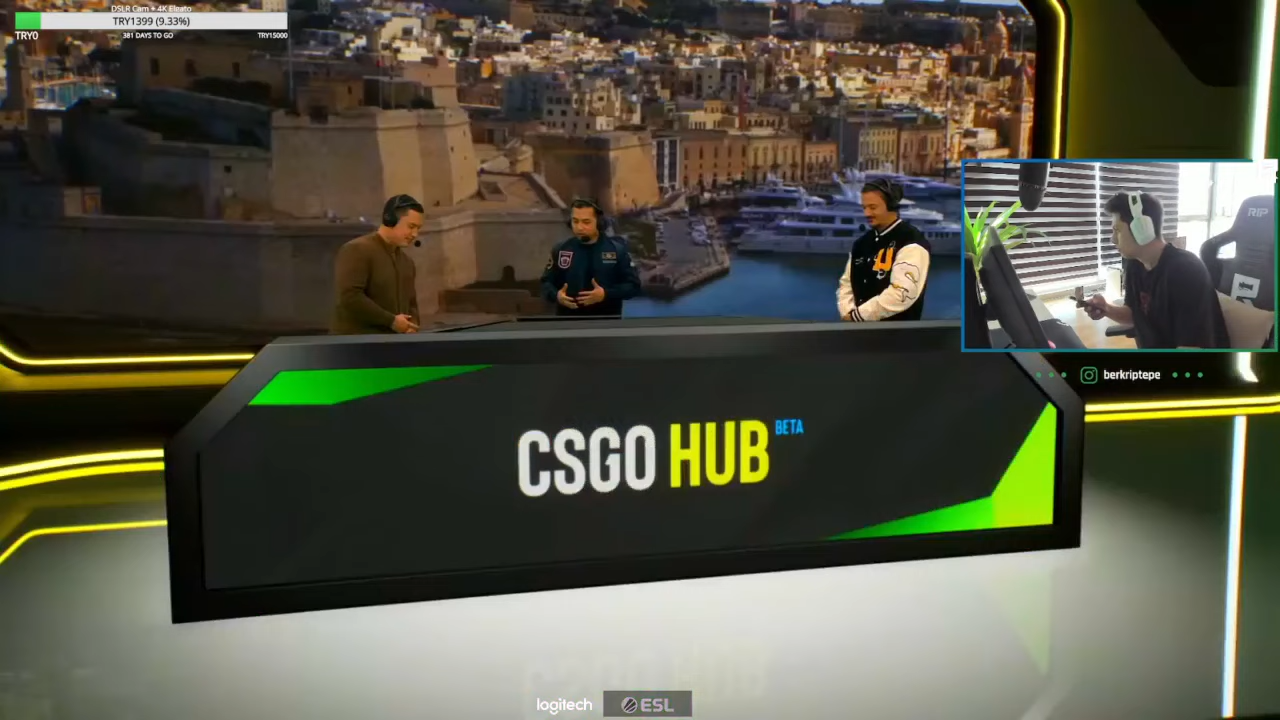 DSLR Cam + 4K Elgato
TRY1399 (9.33%)
TRY0
381 DAYS TO GO
TRY15000
RIP
berkriptepe
CSGO HUB BETA
logitech
ESL